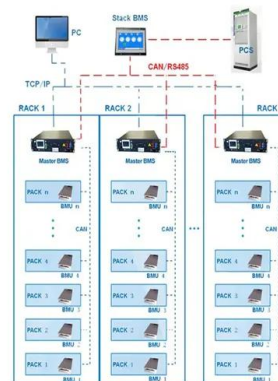 Stack BMS
PC
PCS
CAN/RS485
TCP/IP
RACK 1
RACK 2
RACK
Master BMS
Master BMS
Master BMS
PACK n
PACK n
PACK n
BMU n
BMU n
BMU n
CAN
CAN
CAN
PACK 4
PACK 4
PACK 4
BMU 4
BMU 4
BMU 4
PACK 3
PACK 3
PACK 3
BMU 3
BMU 3
BMU 3
PACK 2
PACK 2
PACK 2
BMU 2
BMU 2
BMU 2
PACK 1
PACK 1
PACK 1